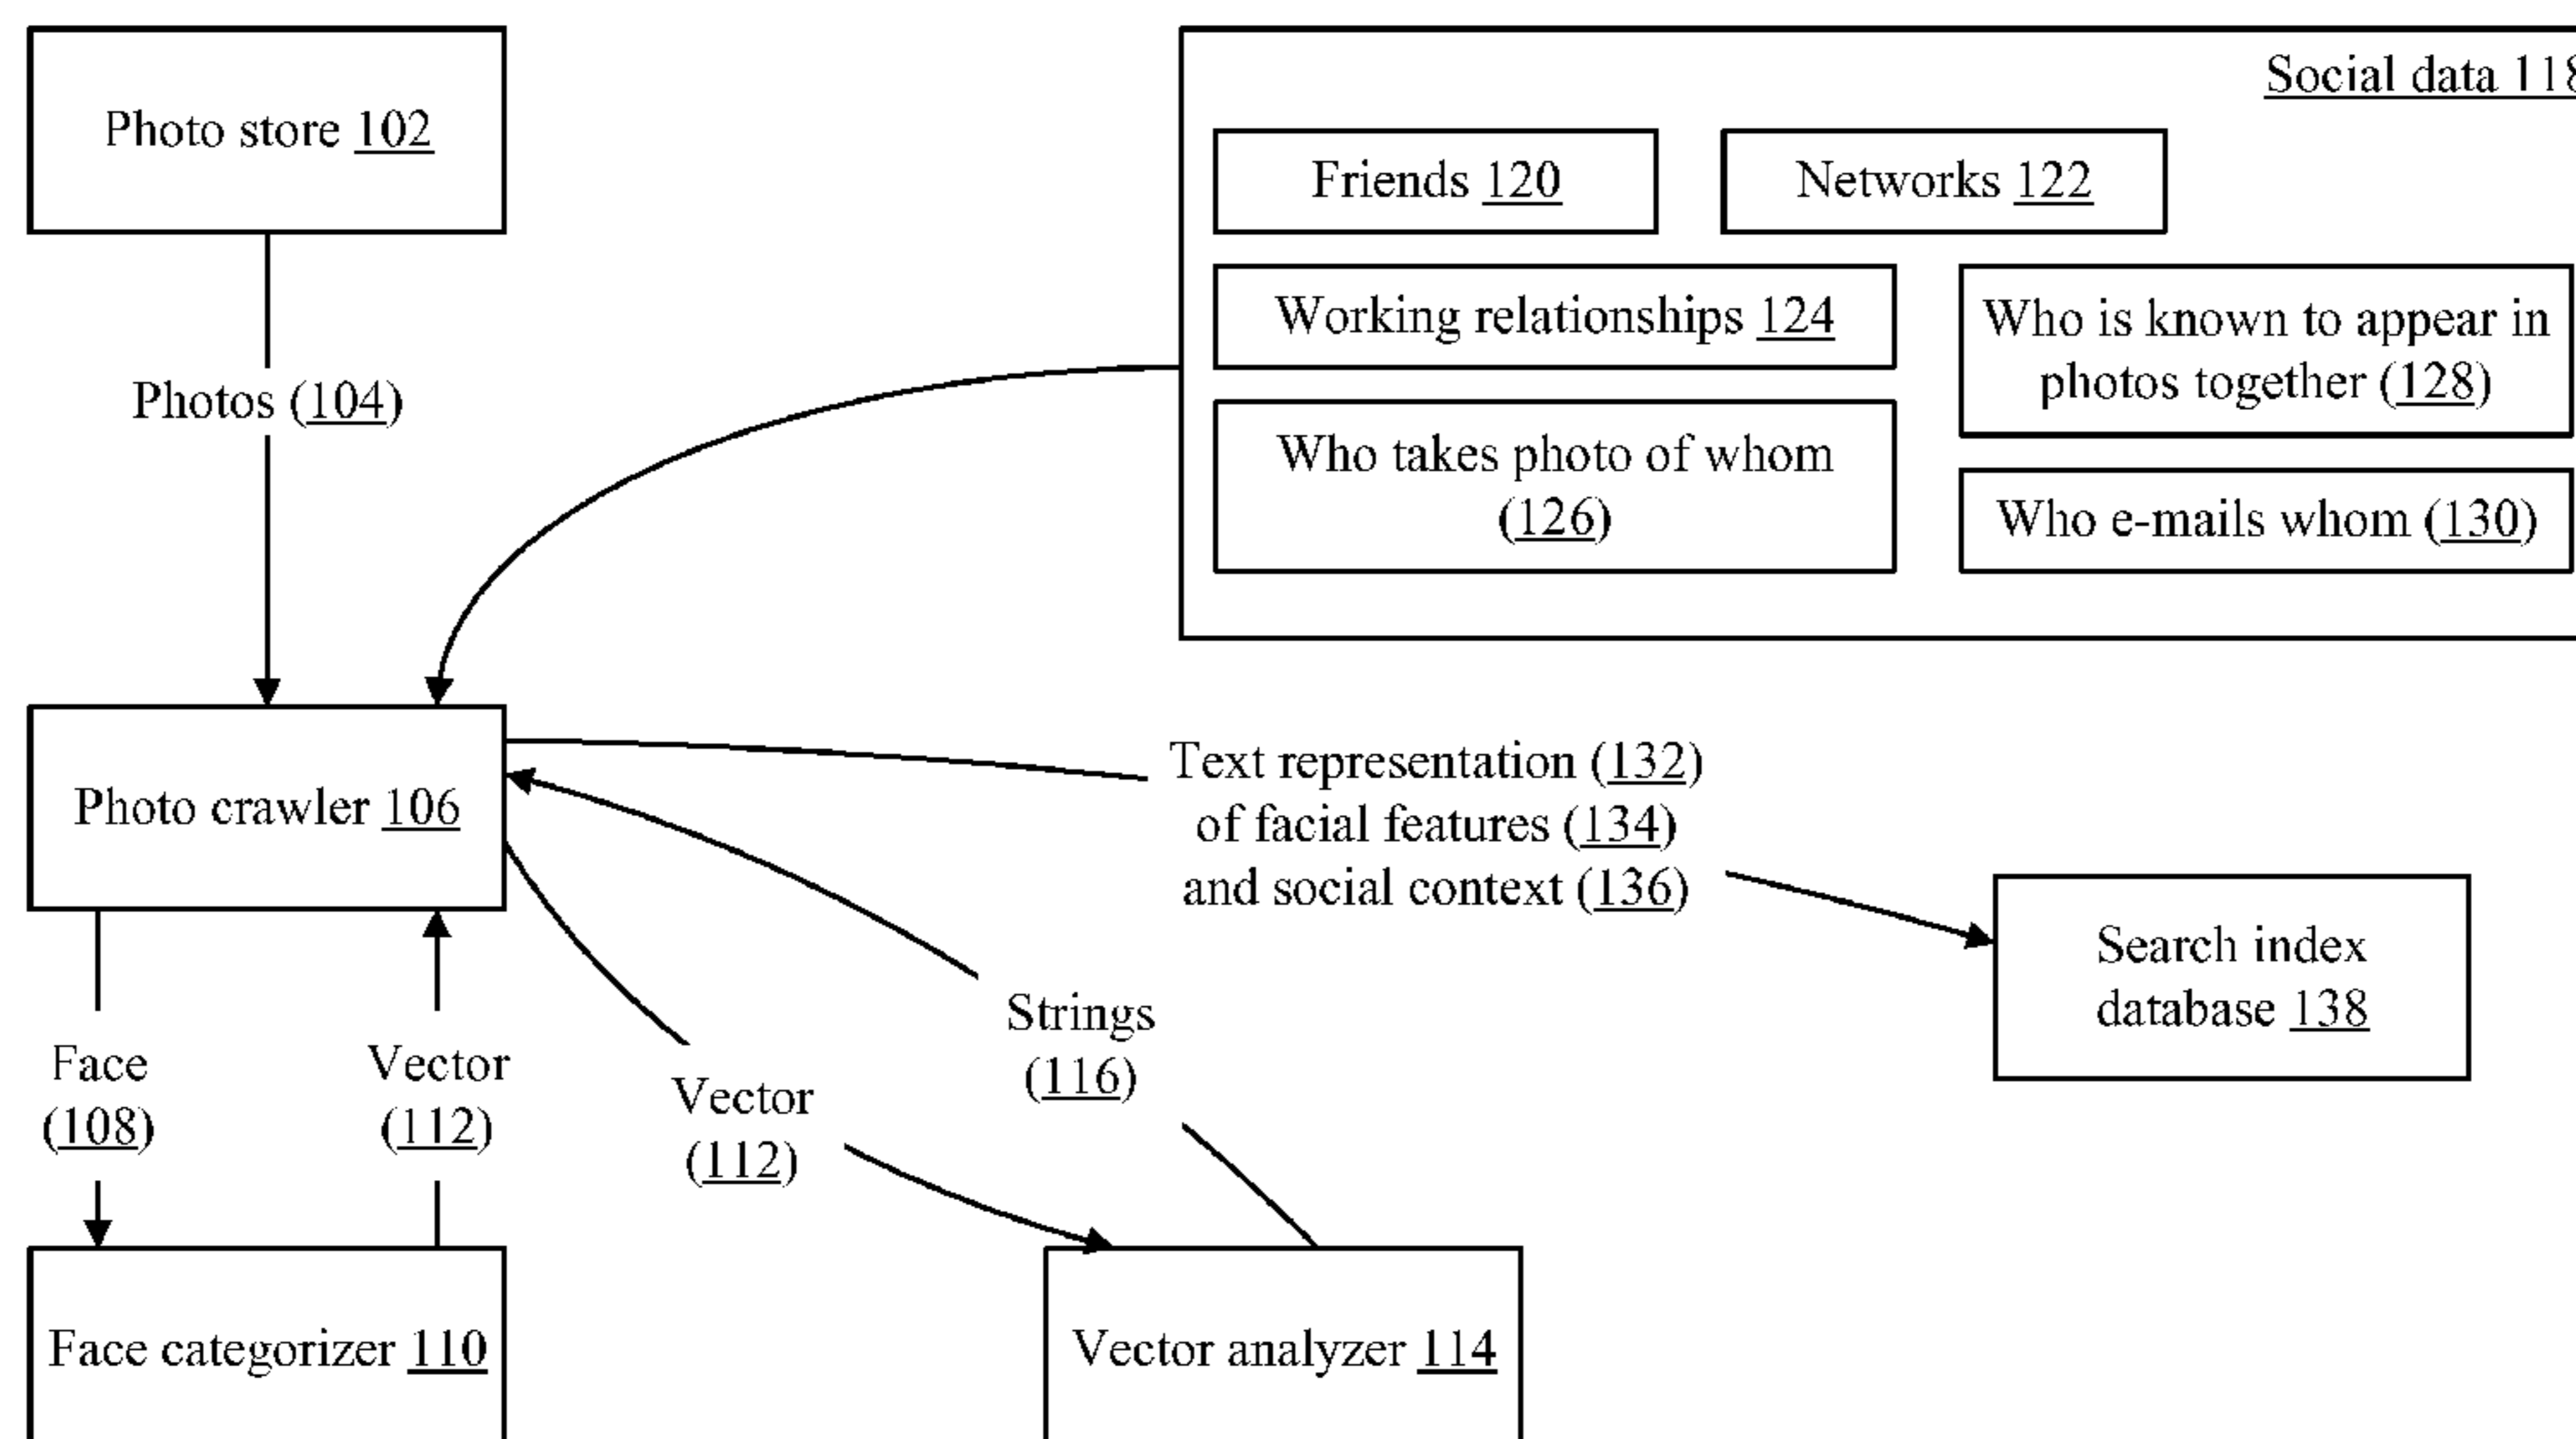 Photo store 102
Social data 118
Friends 120
Networks 122
Working relationships 124
Who is known to appear in
photos together (128)
Photos (104)
Who takes photo of whom
(126)
Who e-mails whom (130)
Photo crawler 106
Text representation (132)
of facial features (134)
and social context (136)
Search index
database 138
Strings
(116)
Face
(108)
Vector
(112)
Vector
(112)
Face categorizer 110
Vector analyzer 114